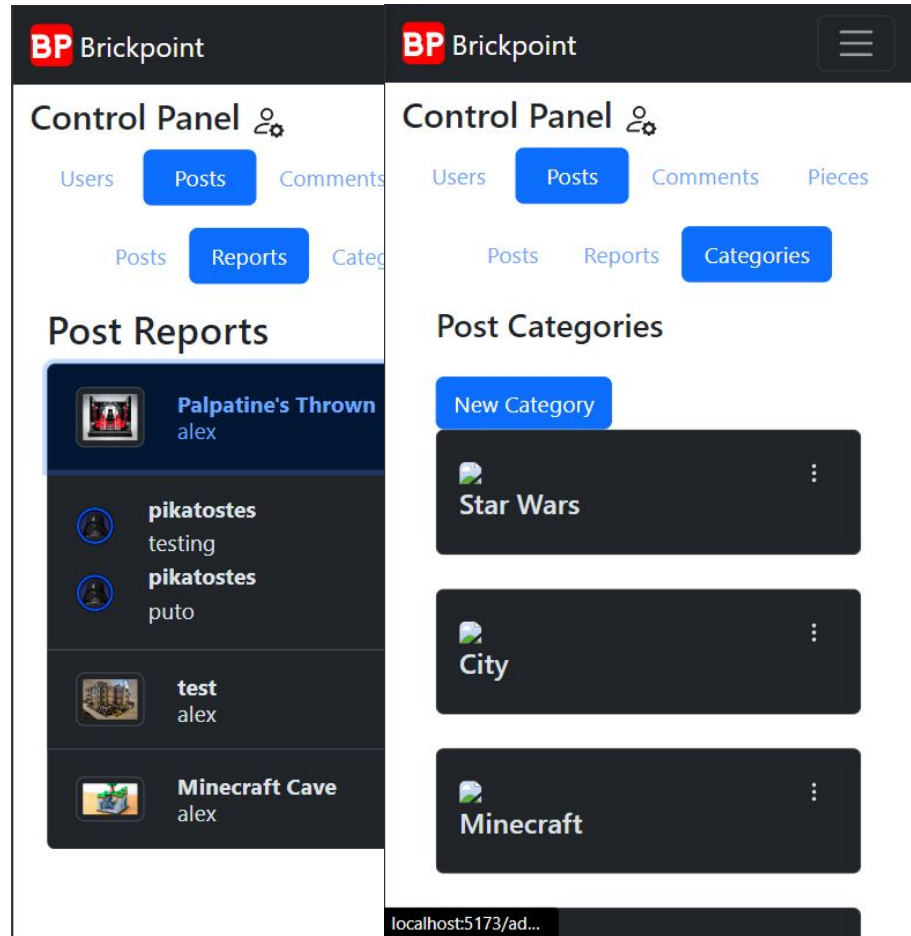 BP Brickpoint
Control Panel
Users Posts Comments
Posts Reports Categ
Post Reports
Palpatine's Thrown
alex
pikatostes
testing
pikatostes
puto
test
alex
Minecraft Cave
alex
BP Brickpoint
Control Panel
Users Posts Comments Pieces
Posts Reports Categories
Post Categories
New Category
Star Wars
City
Minecraft
localhost:5173/ad...